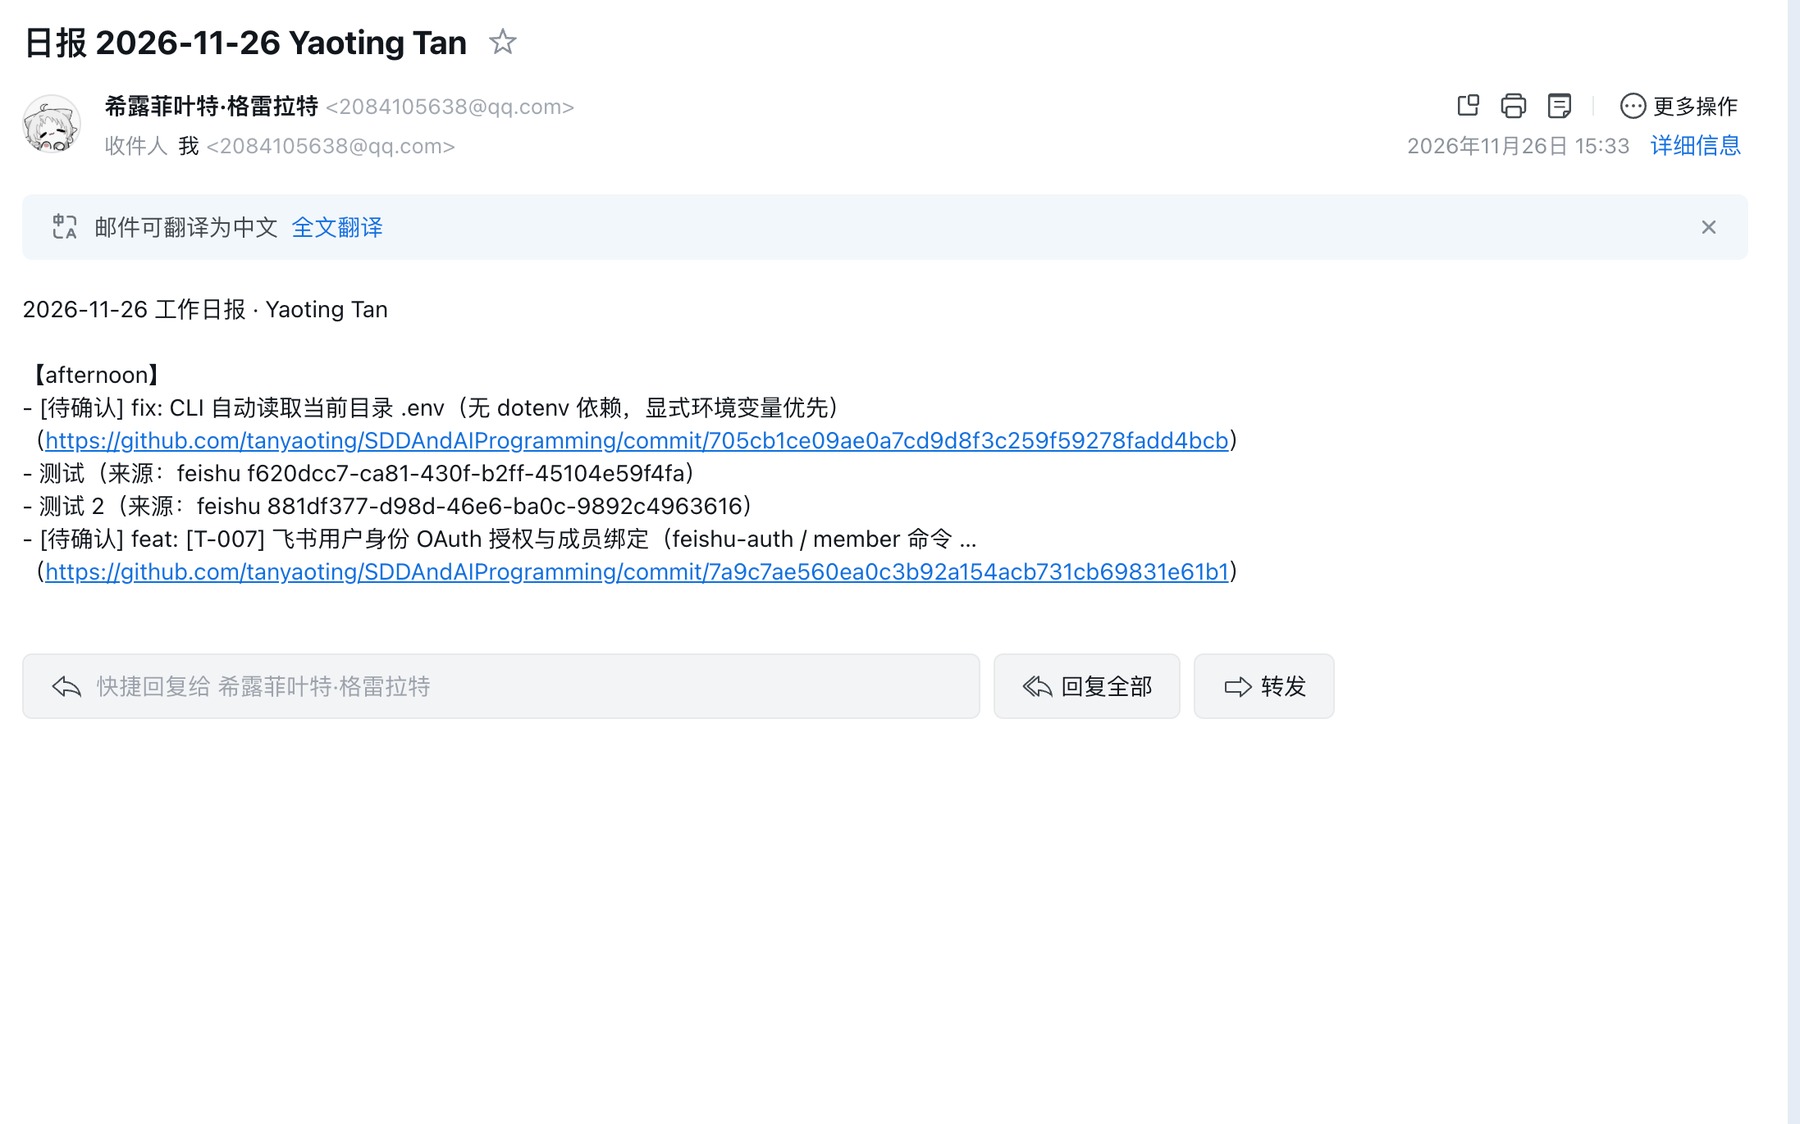 日报 2026-11-26 Yaoting Tan
希露菲叶特·格雷拉特 <2084105638@qq.com>
更多操作
收件人 我 <2084105638@qq.com>
2026年11月26日 15:33 详细信息
邮件可翻译为中文 全文翻译
2026-11-26 工作日报 · Yaoting Tan
【afternoon】
- [待确认] fix: CLI 自动读取当前目录 .env（无 dotenv 依赖，显式环境变量优先）
（https://github.com/tanyaoting/SDDAndAIProgramming/commit/705cb1ce09ae0a7cd9d8f3c259f59278fadd4bcb）
- 测试（来源：feishu f620dcc7-ca81-430f-b2ff-45104e59f4fa）
- 测试 2（来源：feishu 881df377-d98d-46e6-ba0c-9892c4963616）
- [待确认] feat: [T-007] 飞书用户身份 OAuth 授权与成员绑定（feishu-auth / member 命令 ...
（https://github.com/tanyaoting/SDDAndAIProgramming/commit/7a9c7ae560ea0c3b92a154acb731cb69831e61b1）
快捷回复给 希露菲叶特·格雷拉特
回复全部
转发